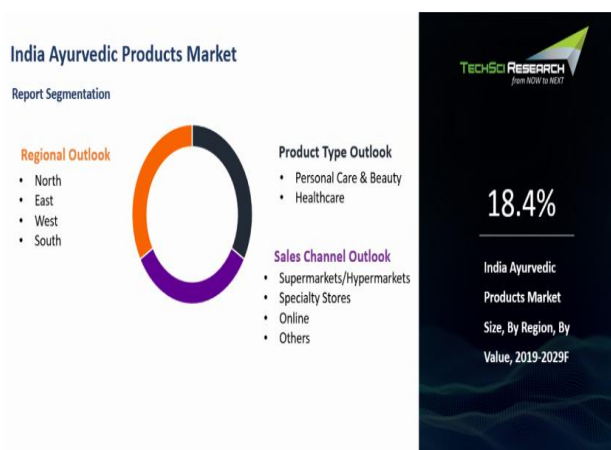 India Ayurvedic Products Market
Report Segmentation
Regional Outlook
• North
• East
• West
• South
Product Type Outlook
• Personal Care & Beauty
• Healthcare
Sales Channel Outlook
• Supermarkets/Hypermarkets
• Specialty Stores
• Online
• Others
TECHSCI RESEARCH
from NOW to NEXT
18.4%
India Ayurvedic
Products Market
Size, By Region, By
Value, 2019-2029F